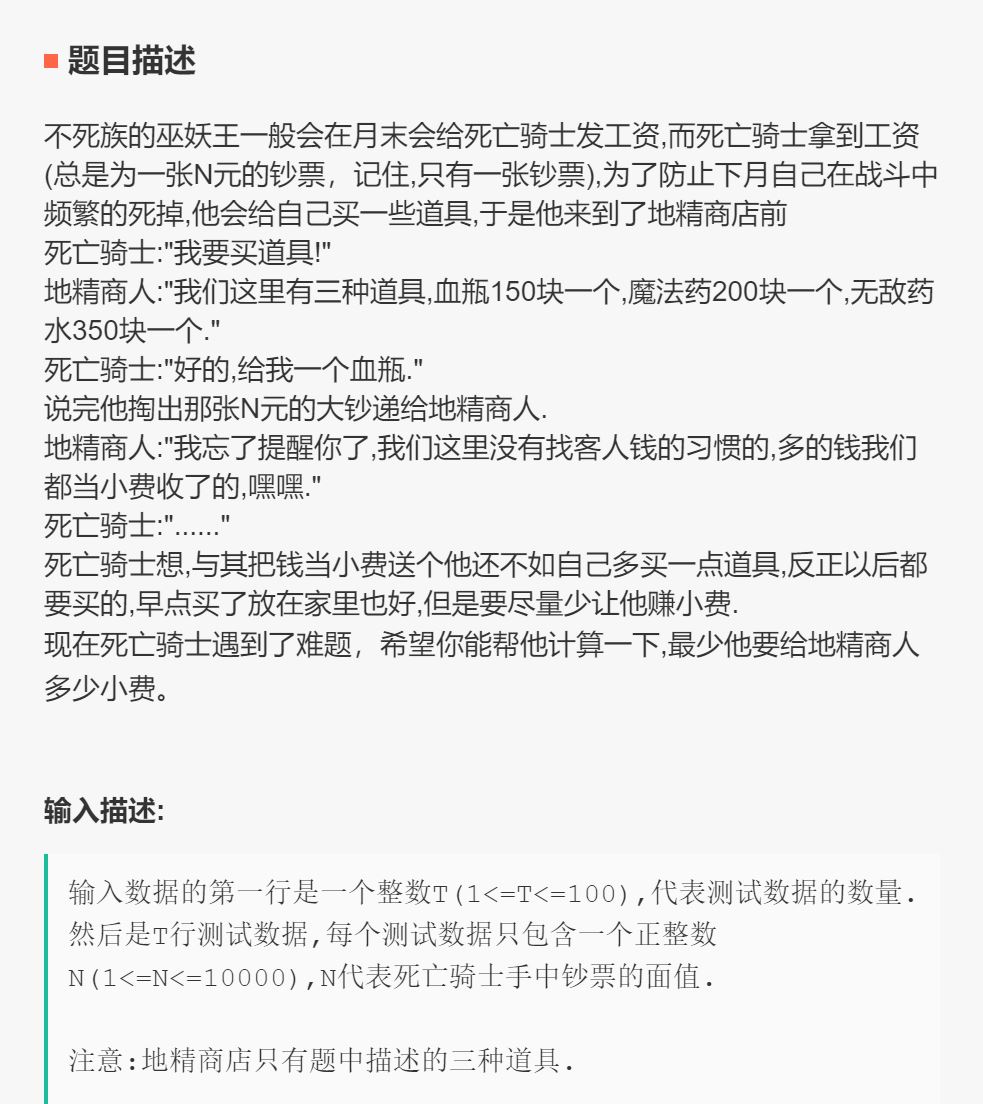 题目描述
不死族的巫妖王一般会在月末会给死亡骑士发工资,而死亡骑士拿到工资
(总是为一张N元的钞票，记住,只有一张钞票),为了防止下月自己在战斗中
频繁的死掉,他会给自己买一些道具,于是他来到了地精商店前
死亡骑士:"我要买道具!"
地精商人:"我们这里有三种道具,血瓶150块一个,魔法药200块一个,无敌药
水350块一个."
死亡骑士:"好的,给我一个血瓶."
说完他掏出那张N元的大钞递给地精商人.
地精商人:"我忘了提醒你了,我们这里没有找客人钱的习惯的,多的钱我们
都当小费收了的,嘿嘿."
死亡骑士:"......"
死亡骑士想,与其把钱当小费送个他还不如自己多买一点道具,反正以后都
要买的,早点买了放在家里也好,但是要尽量少让他赚小费.
现在死亡骑士遇到了难题，希望你能帮他计算一下,最少他要给地精商人
多少小费。
输入描述:
输入数据的第一行是一个整数T(1<=T<=100),代表测试数据的数量.
然后是T行测试数据,每个测试数据只包含一个正整数
N(1<=N<=10000),N代表死亡骑士手中钞票的面值.
注意:地精商店只有题中描述的三种道具.